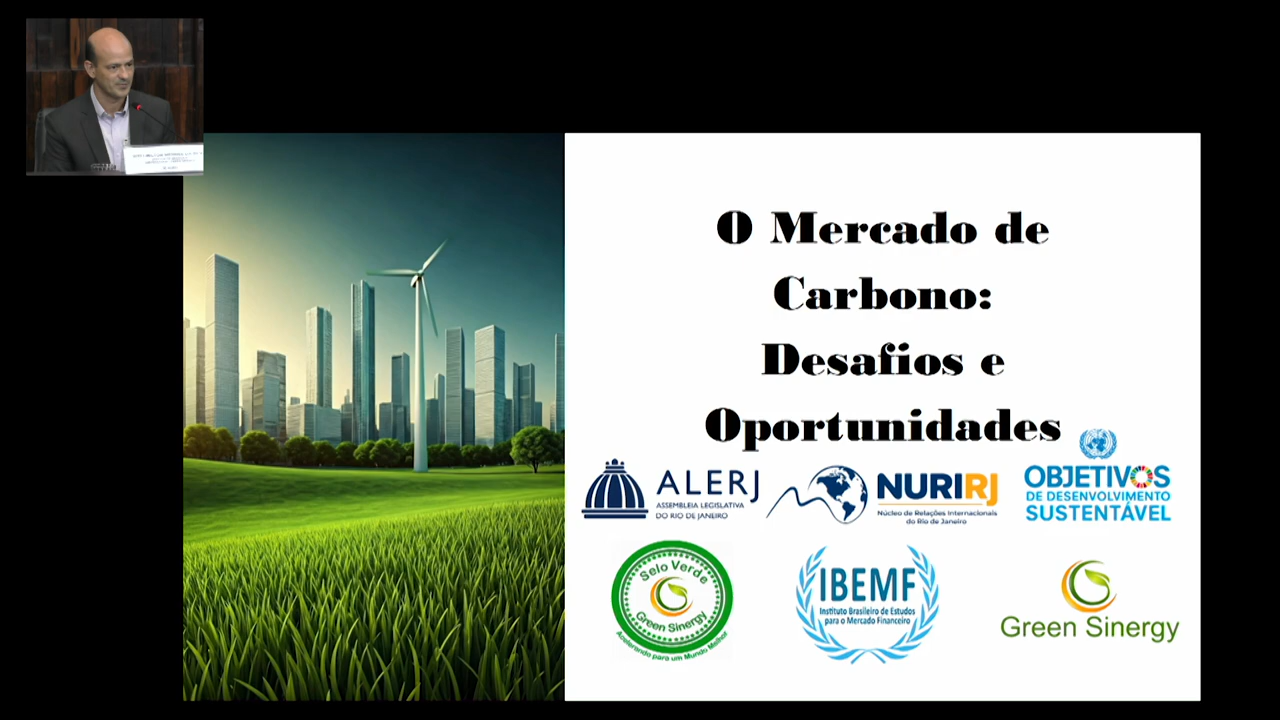 O Mercado de
Carbono:
Desafios e
Oportunidades
ALERJ
ASSEMBLEIA LEGISLATIVA
DO RIO DE JANEIRO
NURIRJ
Núcleo de Relações Internacionais
do Rio de Janeiro
OBJETIVOS
DE DESENVOLVIMENTO
SUSTENTÁVEL
Selo Verde
Green Sinergy
Acelerando para um Mundo Melhor
IBEMF
Instituto Brasileiro de Estudos
para o Mercado Financeiro
Green Sinergy